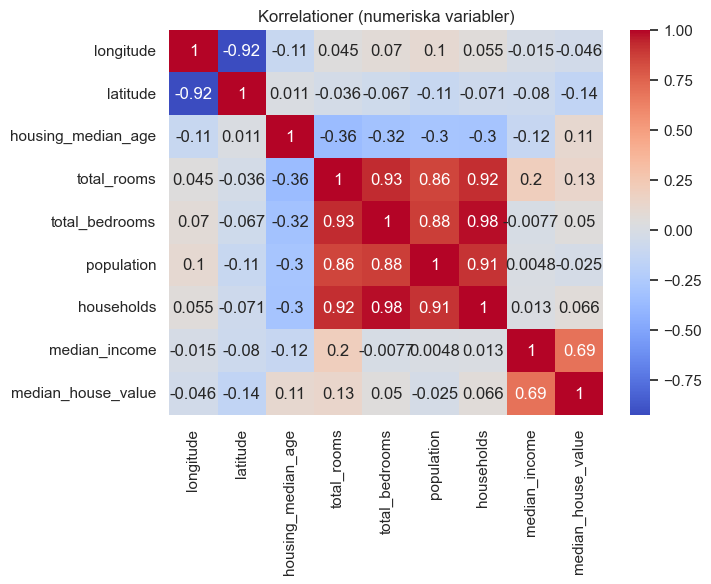 Korrelationer (numeriska variabler)
longitude 1 -0.92 -0.11 0.045 0.07 0.1 0.055 -0.015 -0.046
latitude -0.92 1 0.011 -0.036 -0.067 -0.11 -0.071 -0.08 -0.14
housing_median_age -0.11 0.011 1 -0.36 -0.32 -0.3 -0.3 -0.12 0.11
total_rooms 0.045 -0.036 -0.36 1 0.93 0.86 0.92 0.2 0.13
total_bedrooms 0.07 -0.067 -0.32 0.93 1 0.88 0.98 -0.0077 0.05
population 0.1 -0.11 -0.3 0.86 0.88 1 0.91 0.0048 -0.025
households 0.055 -0.071 -0.3 0.92 0.98 0.91 1 0.013 0.066
median_income -0.015 -0.08 -0.12 0.2 -0.0077 0.0048 0.013 1 0.69
median_house_value -0.046 -0.14 0.11 0.13 0.05 -0.025 0.066 0.69 1
longitude
latitude
housing_median_age
total_rooms
total_bedrooms
population
households
median_income
median_house_value
1.00
0.75
0.50
0.25
0.00
-0.25
-0.50
-0.75